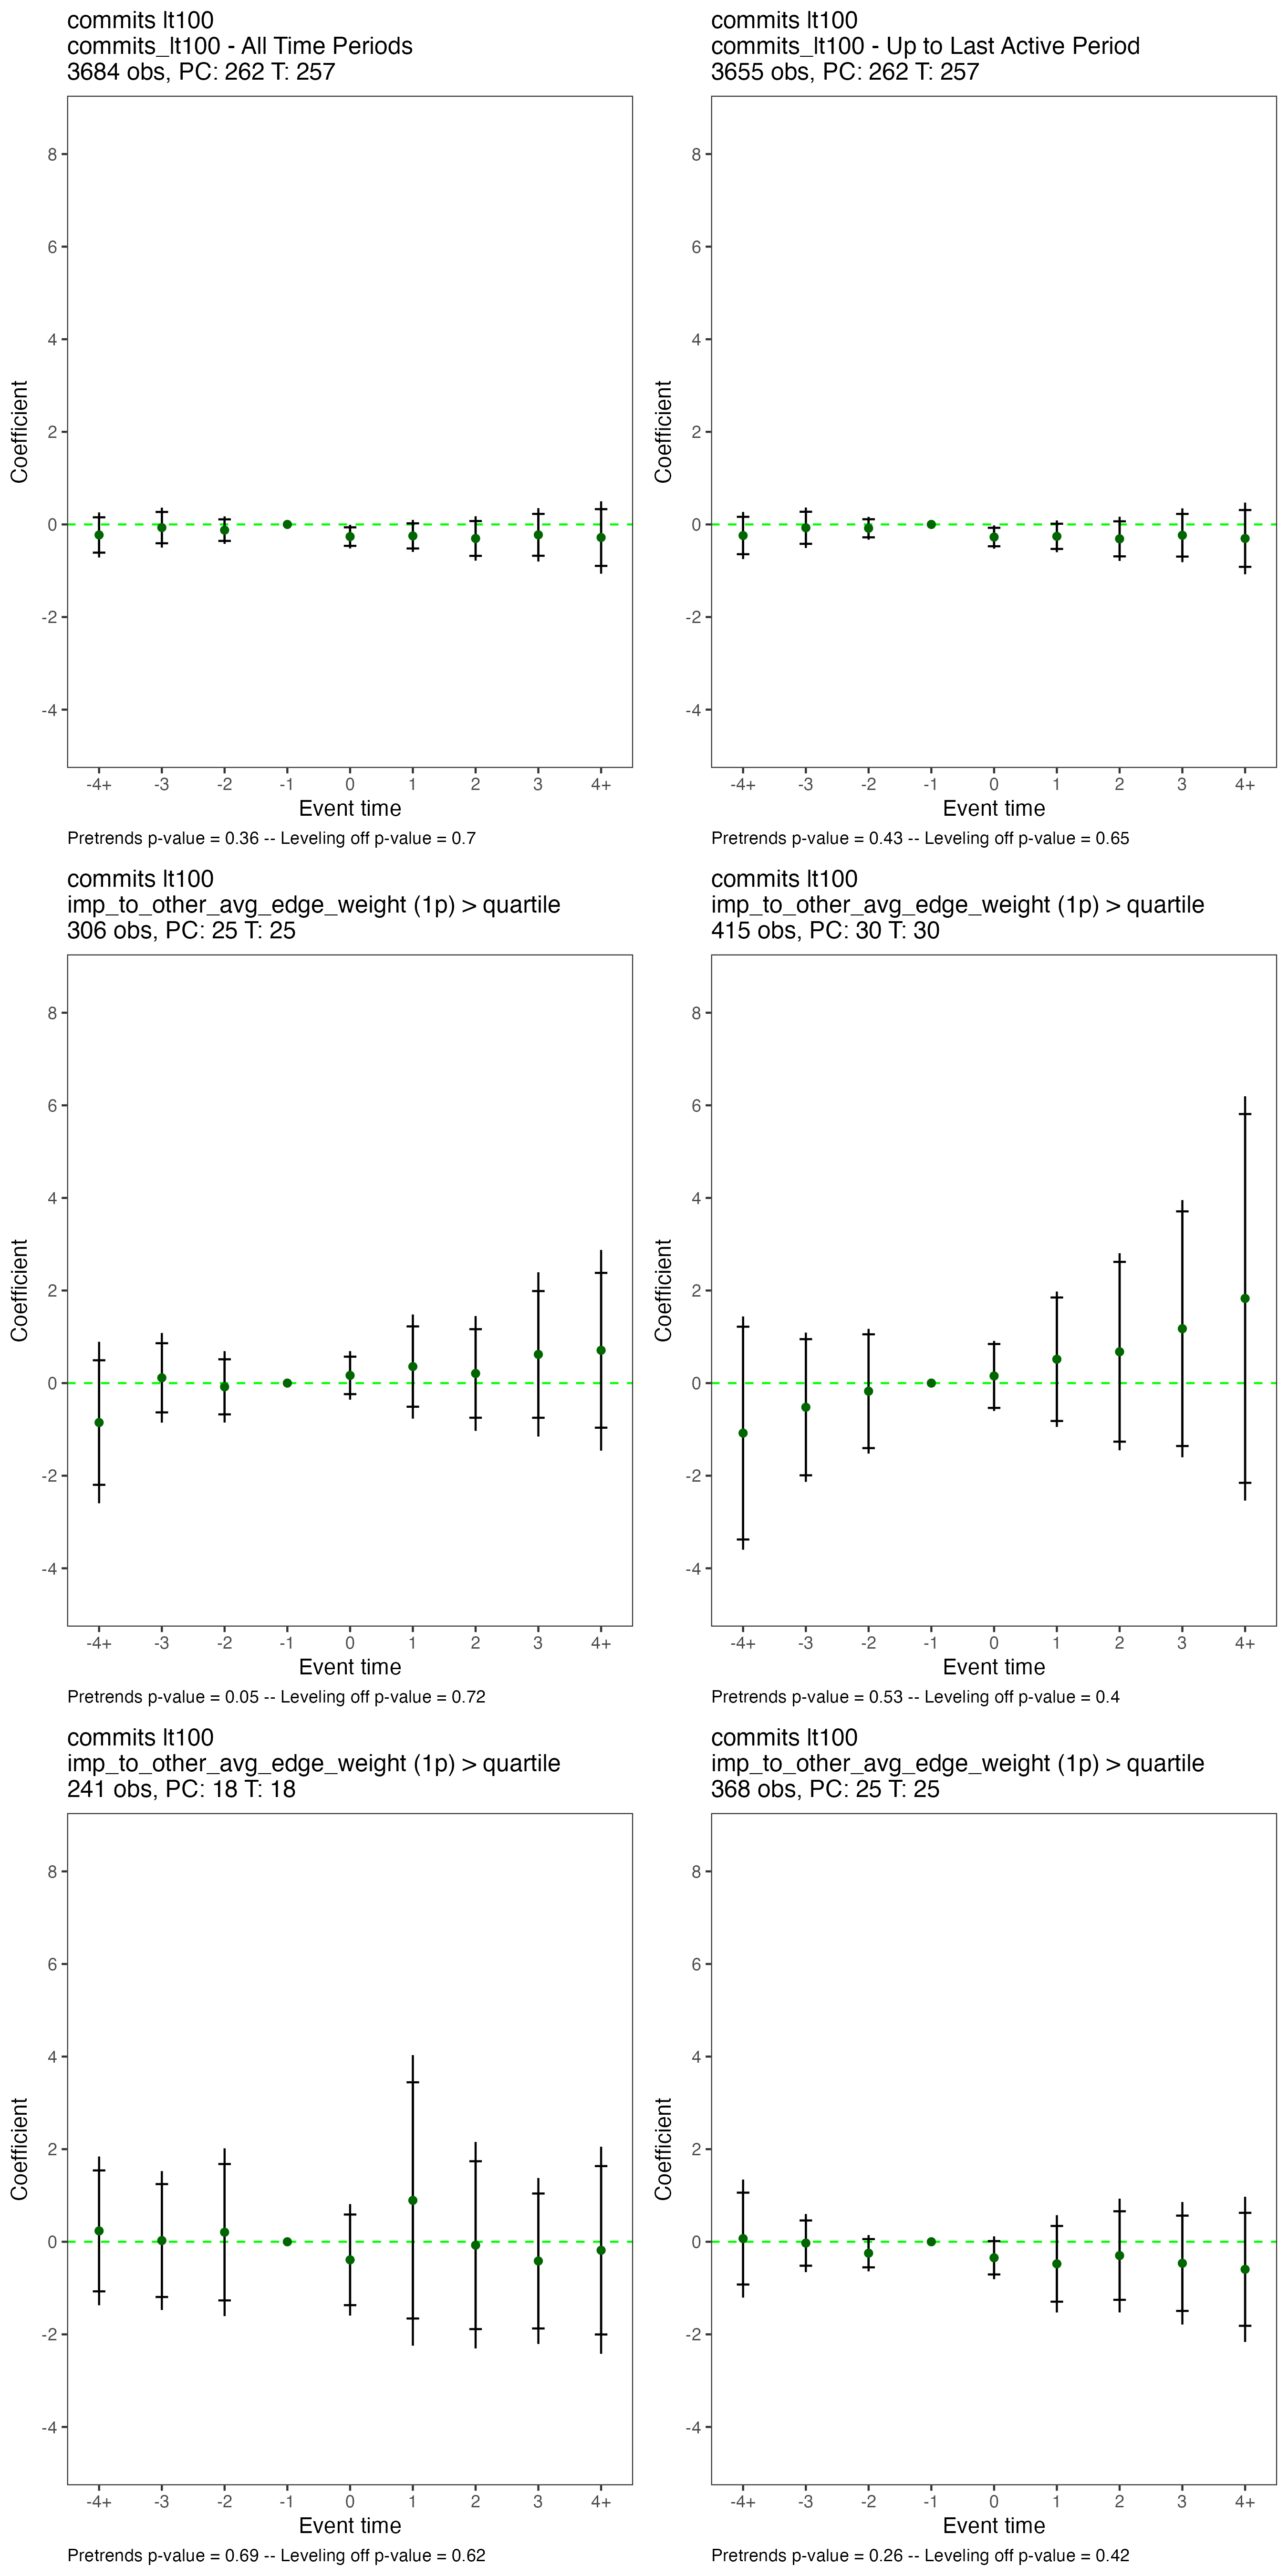 commits lt100
commits_lt100 - All Time Periods
3684 obs, PC: 262 T: 257
8
6
4
2
0
-2
-4
Coefficient
-4+ -3 -2 -1 0 1 2 3 4+
Event time
Pretrends p-value = 0.36 -- Leveling off p-value = 0.7
commits lt100
commits_lt100 - Up to Last Active Period
3655 obs, PC: 262 T: 257
8
6
4
2
0
-2
-4
Coefficient
-4+ -3 -2 -1 0 1 2 3 4+
Event time
Pretrends p-value = 0.43 -- Leveling off p-value = 0.65
commits lt100
imp_to_other_avg_edge_weight (1p) > quartile
306 obs, PC: 25 T: 25
8
6
4
2
0
-2
-4
Coefficient
-4+ -3 -2 -1 0 1 2 3 4+
Event time
Pretrends p-value = 0.05 -- Leveling off p-value = 0.72
commits lt100
imp_to_other_avg_edge_weight (1p) > quartile
415 obs, PC: 30 T: 30
8
6
4
2
0
-2
-4
Coefficient
-4+ -3 -2 -1 0 1 2 3 4+
Event time
Pretrends p-value = 0.53 -- Leveling off p-value = 0.4
commits lt100
imp_to_other_avg_edge_weight (1p) > quartile
241 obs, PC: 18 T: 18
8
6
4
2
0
-2
-4
Coefficient
-4+ -3 -2 -1 0 1 2 3 4+
Event time
Pretrends p-value = 0.69 -- Leveling off p-value = 0.62
commits lt100
imp_to_other_avg_edge_weight (1p) > quartile
368 obs, PC: 25 T: 25
8
6
4
2
0
-2
-4
Coefficient
-4+ -3 -2 -1 0 1 2 3 4+
Event time
Pretrends p-value = 0.26 -- Leveling off p-value = 0.42